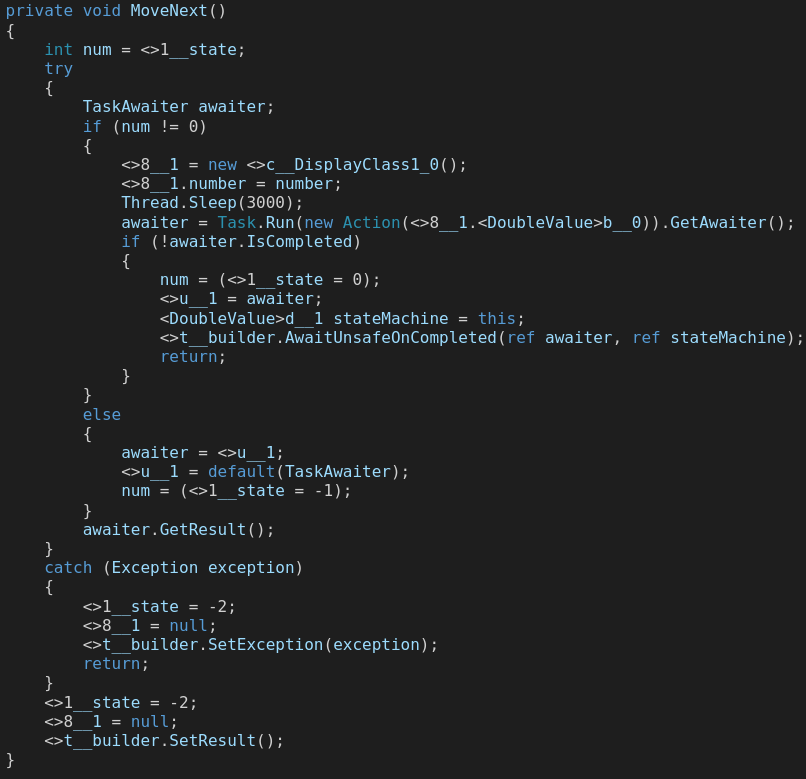 private void MoveNext()
{
    int num = <>1__state;
    try
    {
        TaskAwaiter awaiter;
        if (num != 0)
        {
            <>8__1 = new <>c__DisplayClass1_0();
            <>8__1.number = number;
            Thread.Sleep(3000);
            awaiter = Task.Run(new Action(<>8__1.<DoubleValue>b__0)).GetAwaiter();
            if (!awaiter.IsCompleted)
            {
                num = (<>1__state = 0);
                <>u__1 = awaiter;
                <DoubleValue>d__1 stateMachine = this;
                <>t__builder.AwaitUnsafeOnCompleted(ref awaiter, ref stateMachine);
                return;
            }
        }
        else
        {
            awaiter = <>u__1;
            <>u__1 = default(TaskAwaiter);
            num = (<>1__state = -1);
        }
        awaiter.GetResult();
    }
    catch (Exception exception)
    {
        <>1__state = -2;
        <>8__1 = null;
        <>t__builder.SetException(exception);
        return;
    }
    <>1__state = -2;
    <>8__1 = null;
    <>t__builder.SetResult();
}